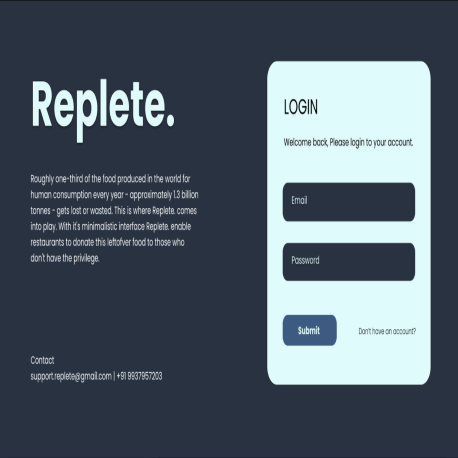 Replete.
Roughly one-third of the food produced in the world for
human consumption every year - approximately 1.3 billion
tonnes - gets lost or wasted. This is where Replete. comes
into play. With it's minimalistic interface Replete. enable
restaurants to donate this leftofver food to those who
don't have the privilege.
Contact
support.replete@gmail.com | +91 9937957203
LOGIN
Welcome back, Please login to your account.
Email
Password
Submit
Don't have an account?